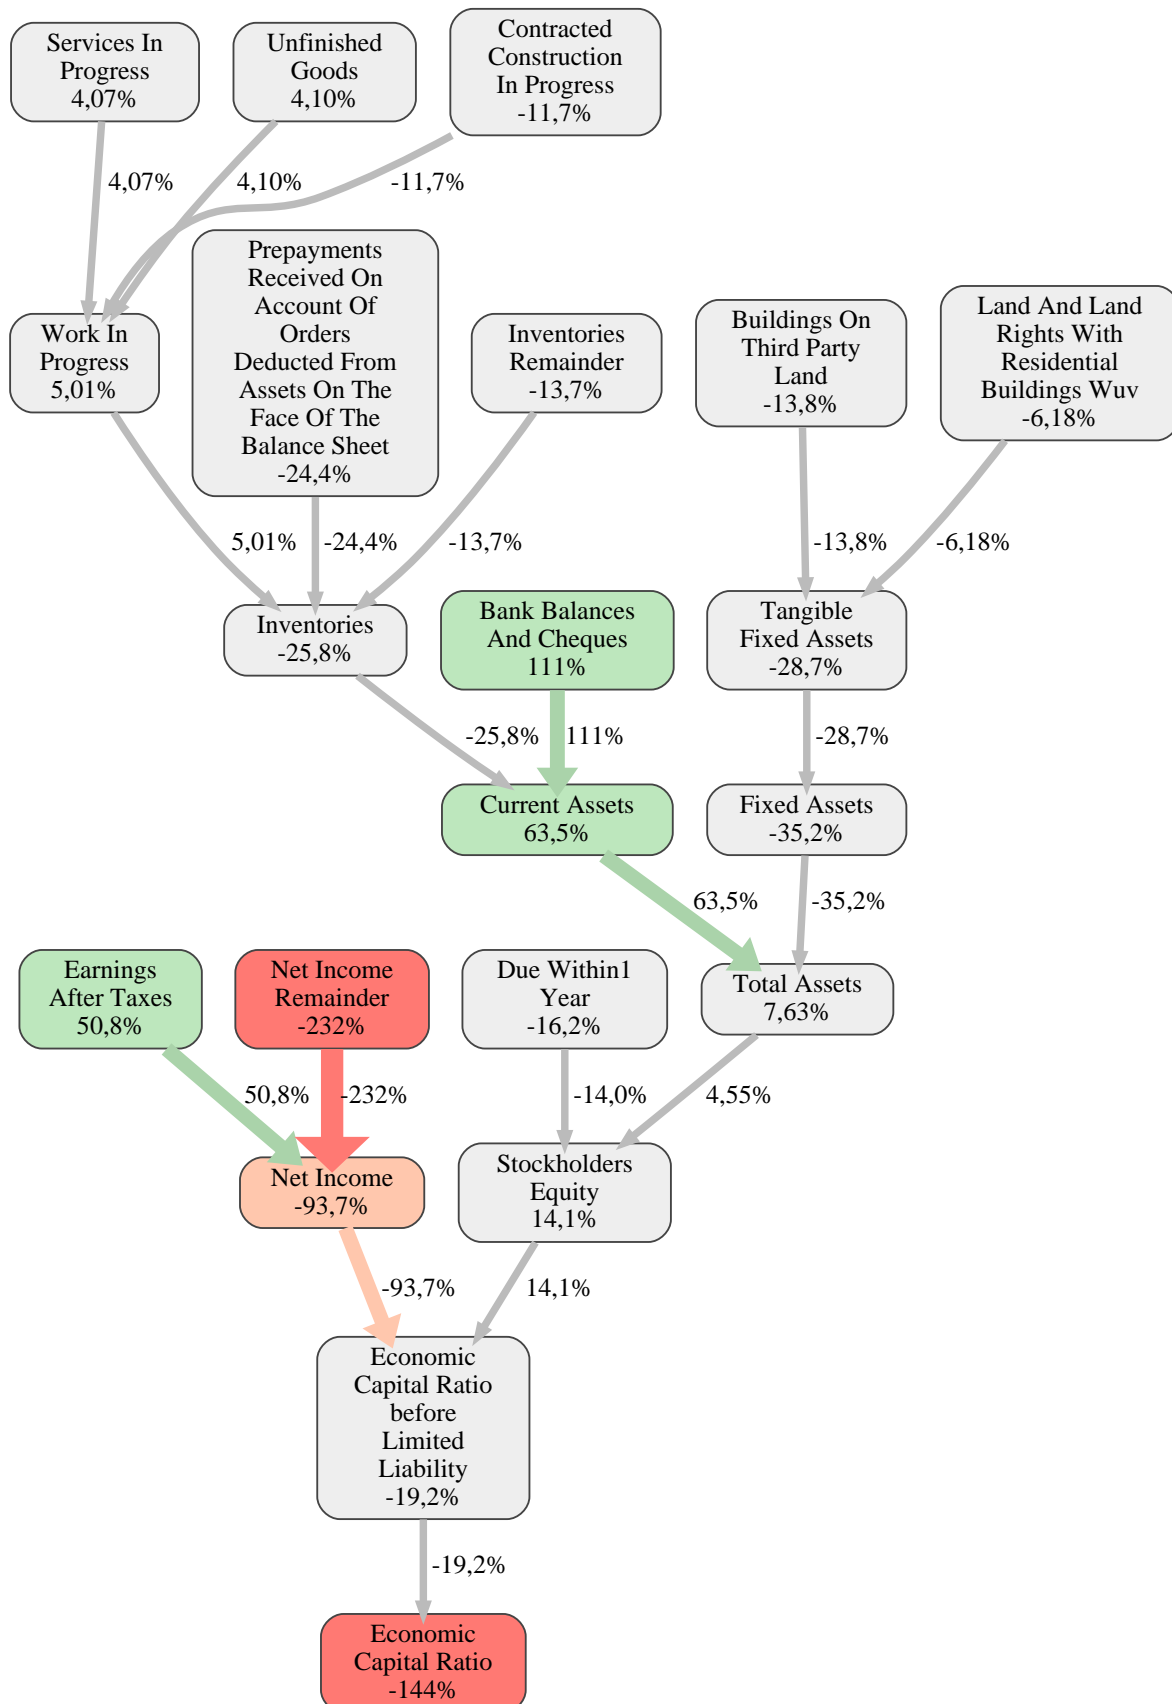 Services In
Progress
4,07%
Unfinished
Goods
4,10%
Contracted
Construction
In Progress
-11,7%
4,07%
4,10%
-11,7%
Work In
Progress
5,01%
Prepayments
Received On
Account Of
Orders
Deducted From
Assets On The
Face Of The
Balance Sheet
-24,4%
Inventories
Remainder
-13,7%
Buildings On
Third Party
Land
-13,8%
Land And Land
Rights With
Residential
Buildings Wuv
-6,18%
5,01%
-24,4%
-13,7%
-13,8%
-6,18%
Inventories
-25,8%
Bank Balances
And Cheques
111%
Tangible
Fixed Assets
-28,7%
-25,8%
111%
-28,7%
Current Assets
63,5%
Fixed Assets
-35,2%
63,5%
-35,2%
Earnings
After Taxes
50,8%
Net Income
Remainder
-232%
Due Within1
Year
-16,2%
Total Assets
7,63%
50,8%
-232%
-14,0%
4,55%
Net Income
-93,7%
Stockholders
Equity
14,1%
-93,7%
14,1%
Economic
Capital Ratio
before
Limited
Liability
-19,2%
-19,2%
Economic
Capital Ratio
-144%